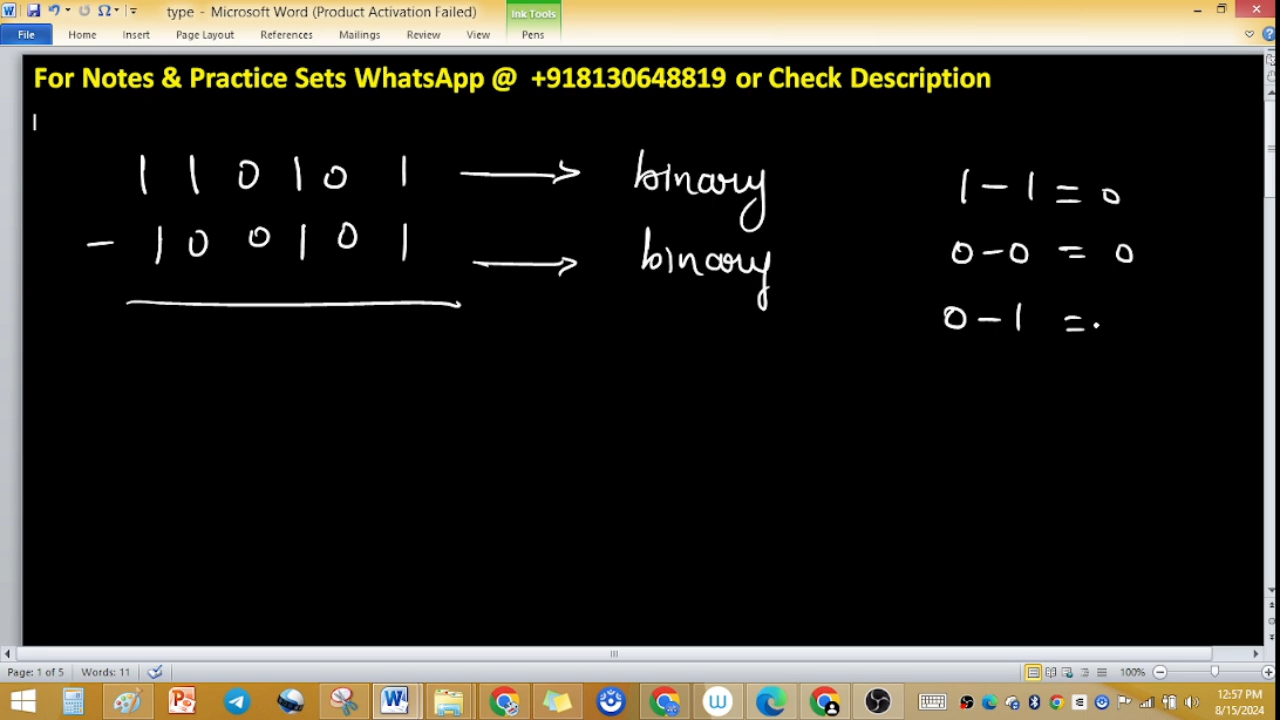 type - Microsoft Word (Product Activation Failed)
Ink Tools
File Home Insert Page Layout References Mailings Review View Pens
For Notes & Practice Sets WhatsApp @ +918130648819 or Check Description
1 1 0 1 0 1 → binary
- 1 0 0 1 0 1 → binary
1 - 1 = 0
0 - 0 = 0
0 - 1 =
Page: 1 of 5 Words: 11 100%
12:57 PM
8/15/2024